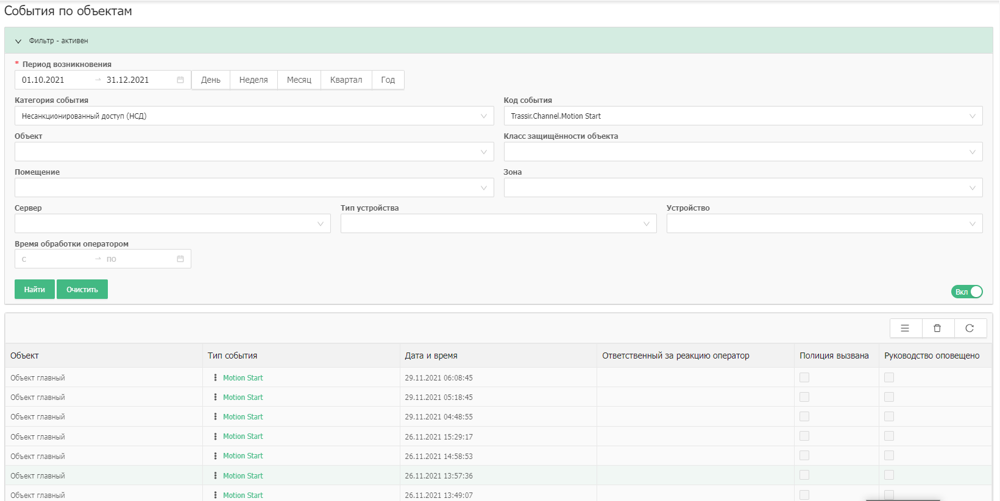 События по объектам
Фильтр - активен
* Период возникновения
01.10.2021 → 31.12.2021 День Неделя Месяц Квартал Год
Категория события Код события
Несанкционированный доступ (НСД) Trassir.Channel.Motion Start
Объект Класс защищённости объекта
Помещение Зона
Сервер Тип устройства Устройство
Время обработки оператором
с → по
Найти Очистить Вкл
Объект Тип события Дата и время Ответственный за реакцию оператор Полиция вызвана Руководство оповещено
Объект главный Motion Start 29.11.2021 06:08:45
Объект главный Motion Start 29.11.2021 05:18:45
Объект главный Motion Start 29.11.2021 04:48:55
Объект главный Motion Start 26.11.2021 15:29:17
Объект главный Motion Start 26.11.2021 14:58:53
Объект главный Motion Start 26.11.2021 13:57:36
Объект главный Motion Start 26.11.2021 13:49:07